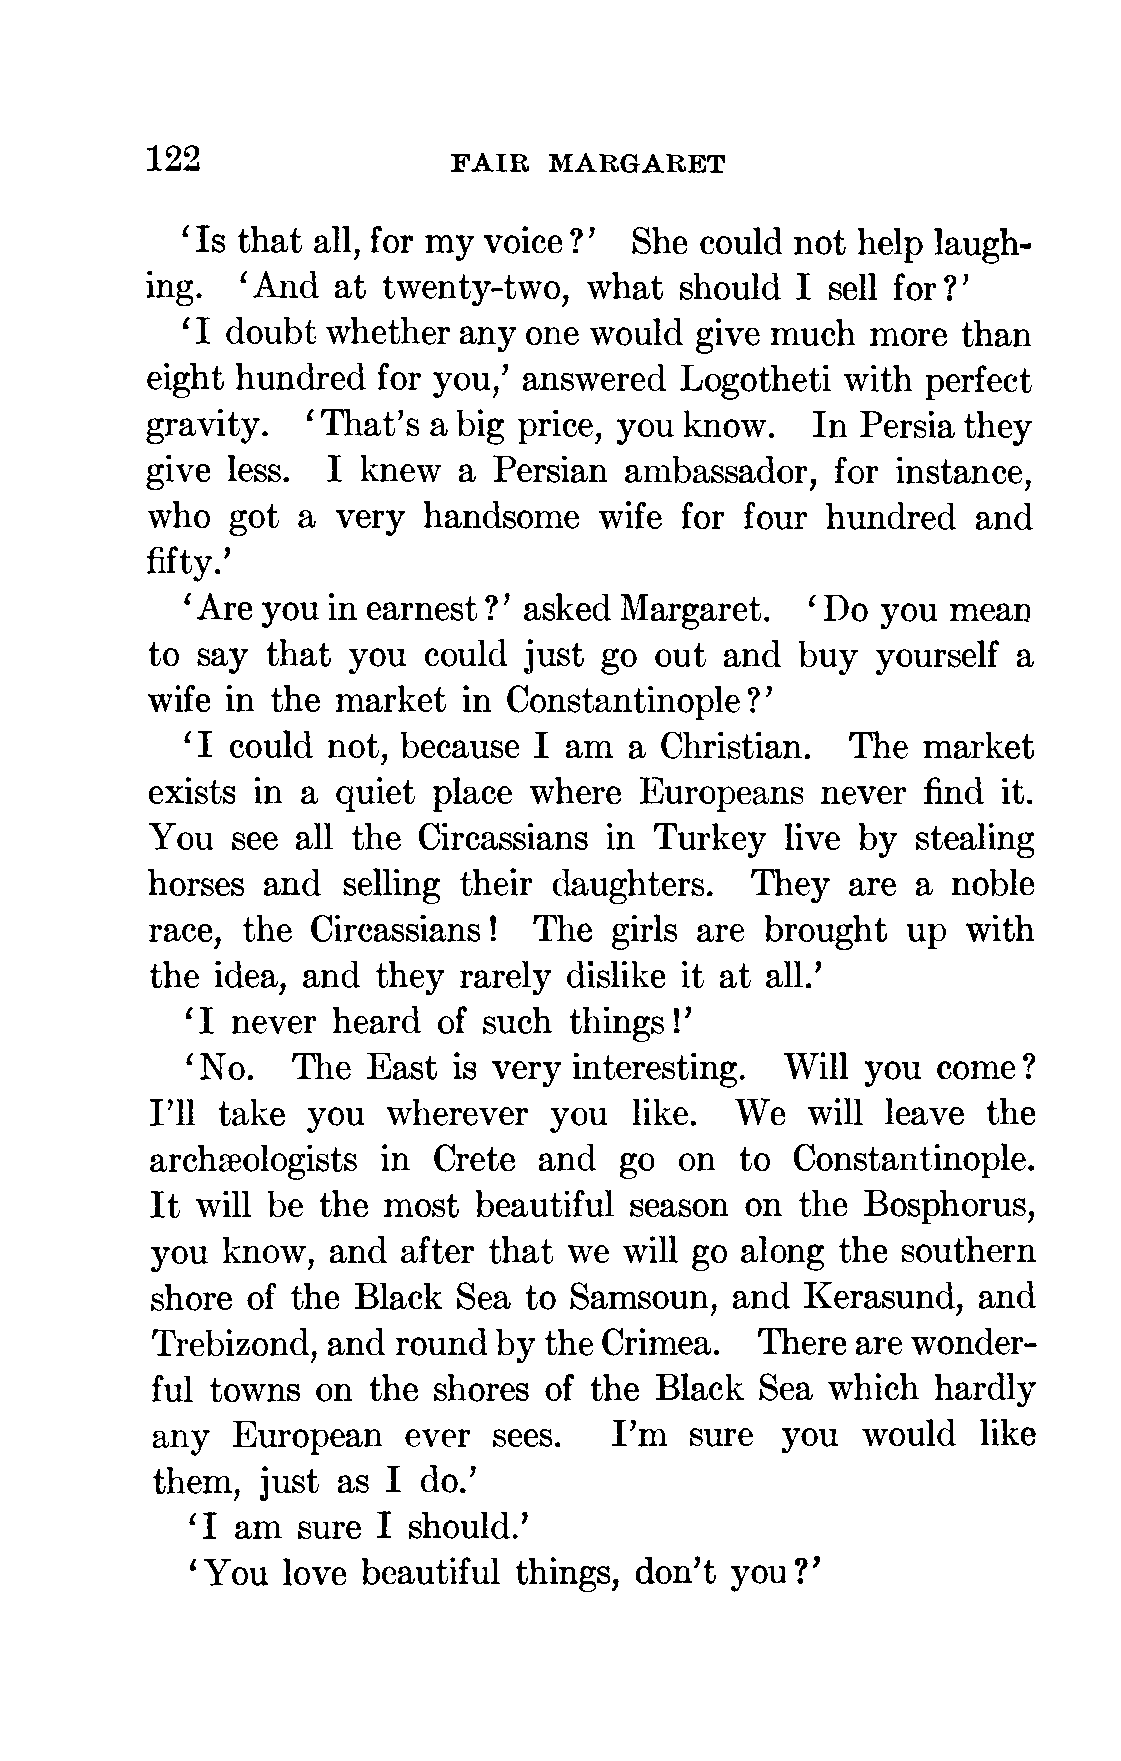 122 FAIR MARGARET
‘Is that all, for my voice?’ She could not help laugh-
ing. ‘And at twenty-two, what should I sell for?’
‘I doubt whether any one would give much more than
eight hundred for you,’ answered Logotheti with perfect
gravity. ‘That’s a big price, you know. In Persia they
give less. I knew a Persian ambassador, for instance,
who got a very handsome wife for four hundred and
fifty.’
‘Are you in earnest?’ asked Margaret. ‘Do you mean
to say that you could just go out and buy yourself a
wife in the market in Constantinople?’
‘I could not, because I am a Christian. The market
exists in a quiet place where Europeans never find it.
You see all the Circassians in Turkey live by stealing
horses and selling their daughters. They are a noble
race, the Circassians! The girls are brought up with
the idea, and they rarely dislike it at all.’
‘I never heard of such things!’
‘No. The East is very interesting. Will you come?
I’ll take you wherever you like. We will leave the
archæologists in Crete and go on to Constantinople.
It will be the most beautiful season on the Bosphorus,
you know, and after that we will go along the southern
shore of the Black Sea to Samsoun, and Kerasund, and
Trebizond, and round by the Crimea. There are wonder-
ful towns on the shores of the Black Sea which hardly
any European ever sees. I’m sure you would like
them, just as I do.’
‘I am sure I should.’
‘You love beautiful things, don’t you?’